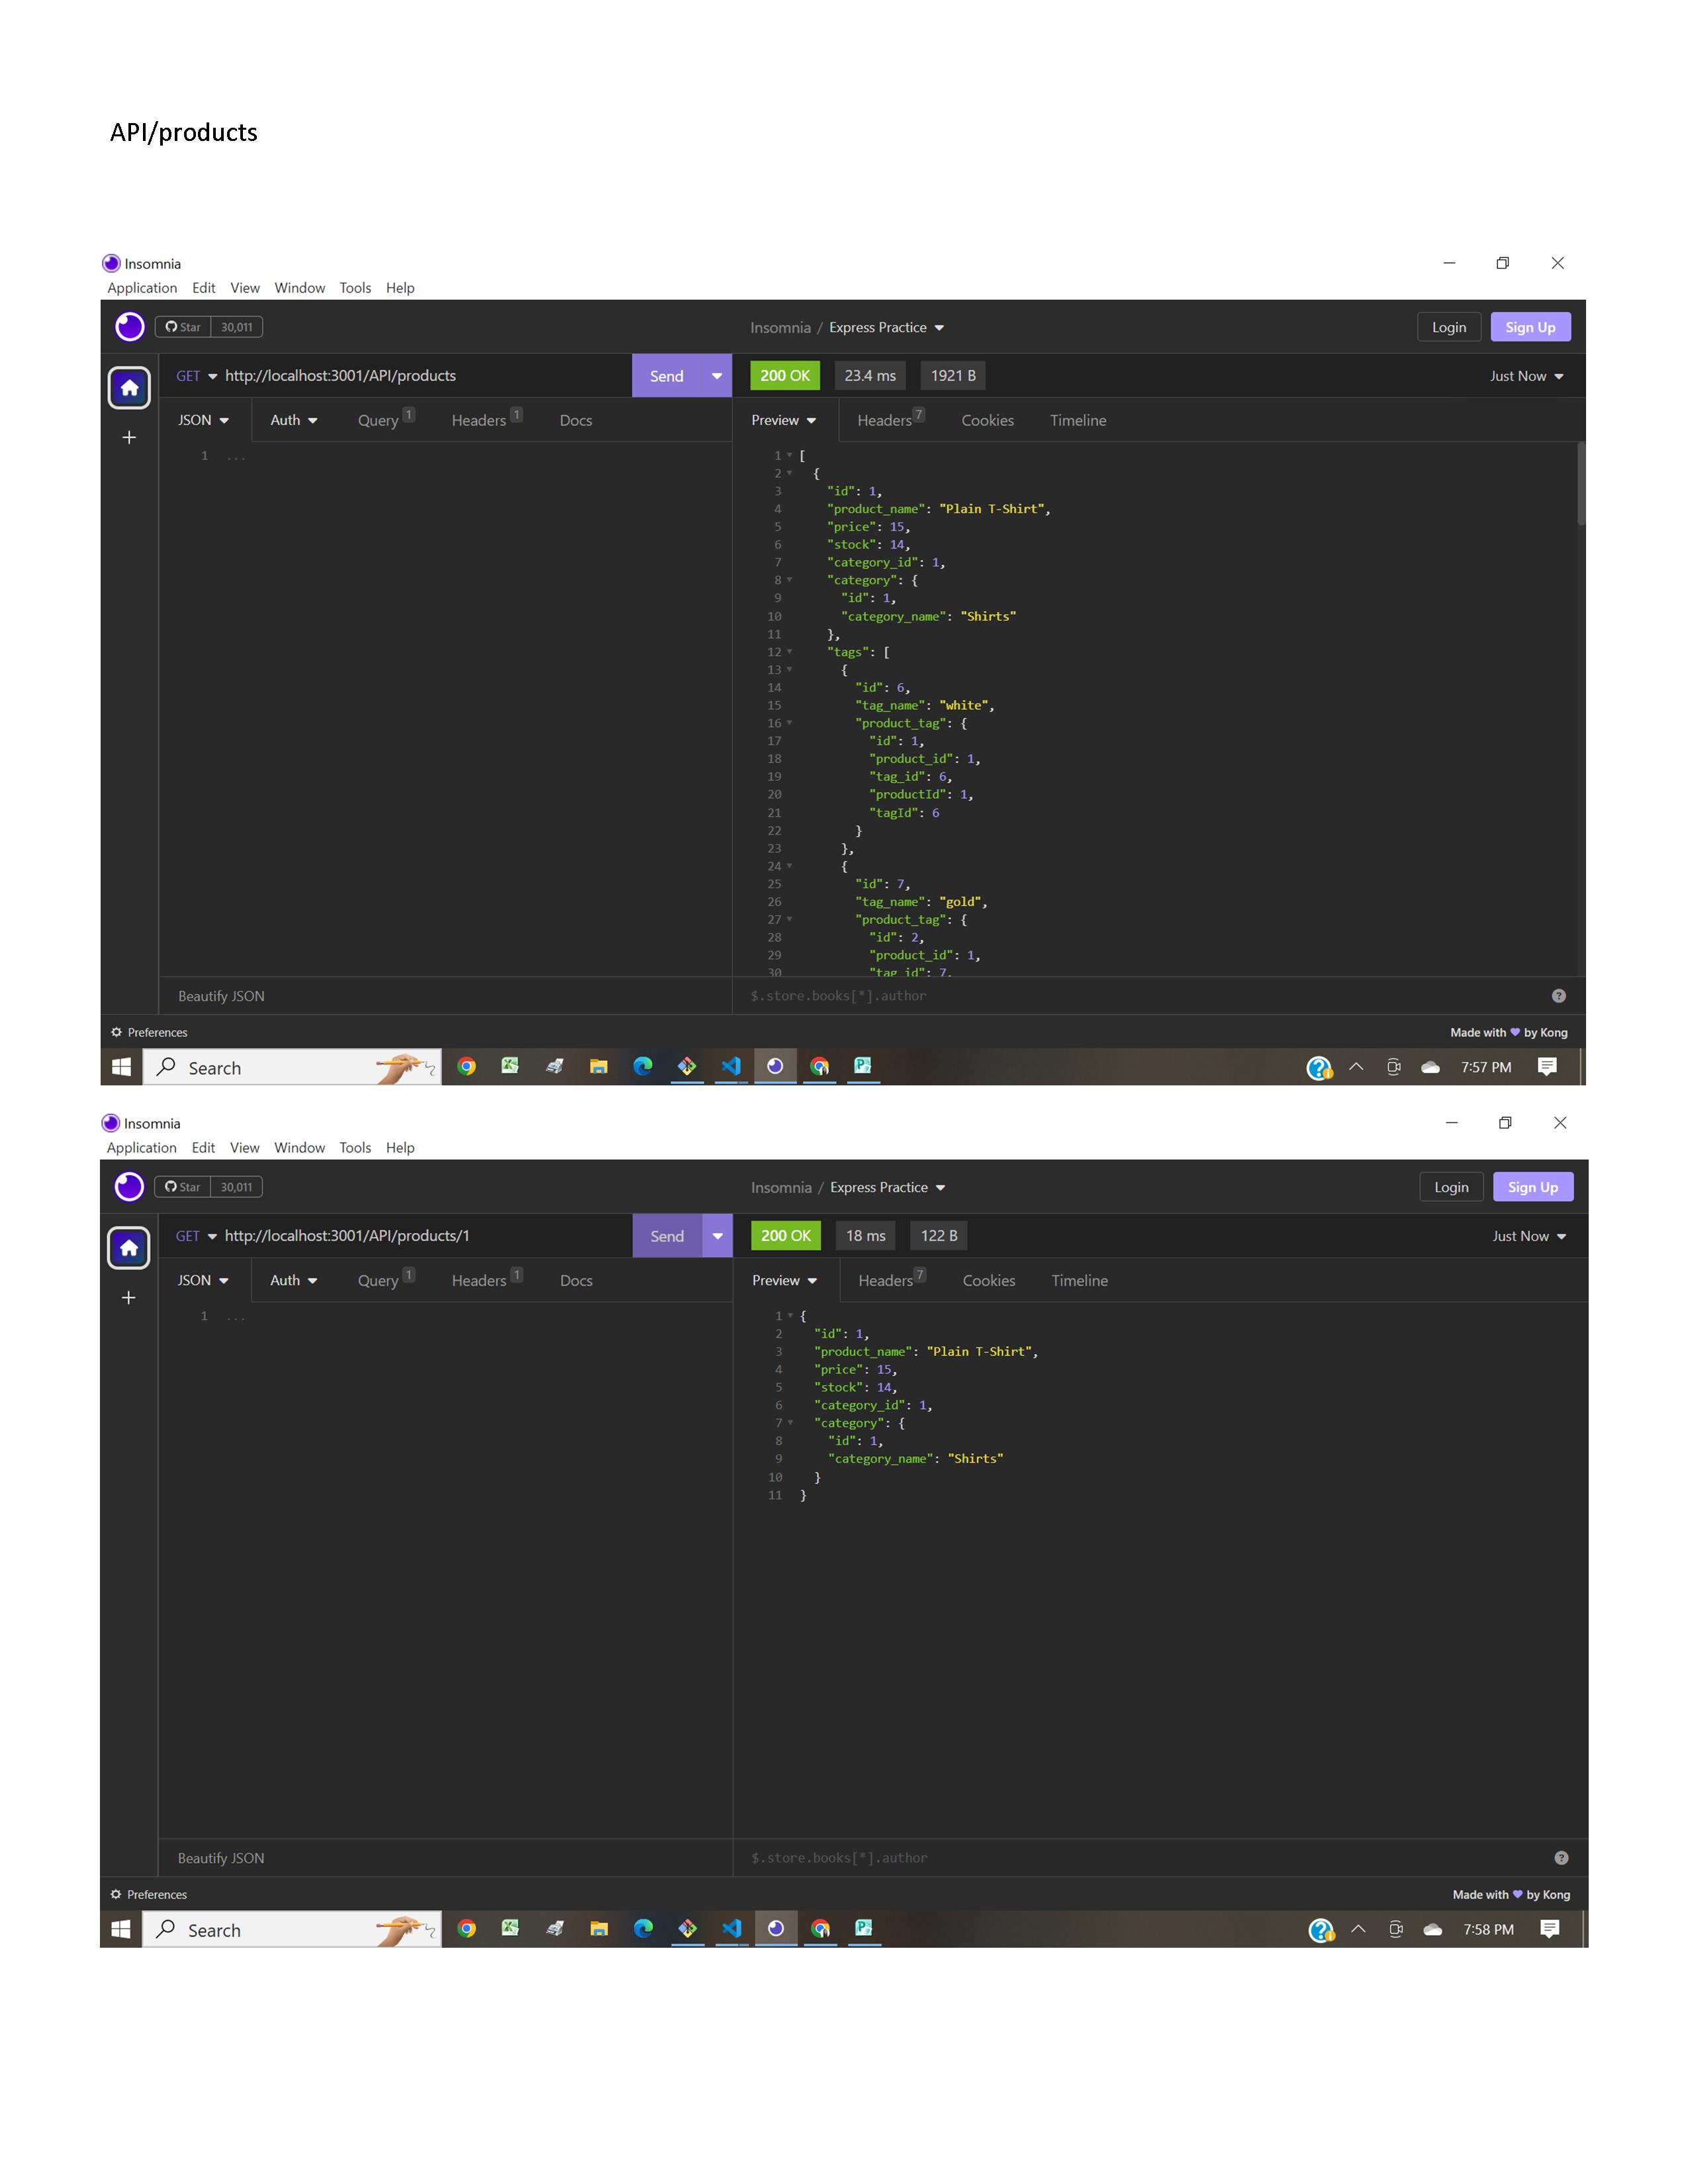 API/products
Insomnia
Application Edit View Window Tools Help
Star 30,011
Insomnia / Express Practice
Login Sign Up
GET http://localhost:3001/API/products Send 200 OK 23.4 ms 1921 B Just Now
JSON Auth Query 1 Headers 1 Docs Preview Headers 7 Cookies Timeline
1 ...
1 [
2 {
3 "id": 1,
4 "product_name": "Plain T-Shirt",
5 "price": 15,
6 "stock": 14,
7 "category_id": 1,
8 "category": {
9 "id": 1,
10 "category_name": "Shirts"
11 },
12 "tags": [
13 {
14 "id": 6,
15 "tag_name": "white",
16 "product_tag": {
17 "id": 1,
18 "product_id": 1,
19 "tag_id": 6,
20 "productId": 1,
21 "tagId": 6
22 }
23 },
24 {
25 "id": 7,
26 "tag_name": "gold",
27 "product_tag": {
28 "id": 2,
29 "product_id": 1,
30 "tag_id": 7,
Beautify JSON $.store.books[*].author
Preferences Made with ♥ by Kong
Search 7:57 PM
Insomnia
Application Edit View Window Tools Help
Star 30,011
Insomnia / Express Practice
Login Sign Up
GET http://localhost:3001/API/products/1 Send 200 OK 18 ms 122 B Just Now
JSON Auth Query 1 Headers 1 Docs Preview Headers 7 Cookies Timeline
1 ...
1 {
2 "id": 1,
3 "product_name": "Plain T-Shirt",
4 "price": 15,
5 "stock": 14,
6 "category_id": 1,
7 "category": {
8 "id": 1,
9 "category_name": "Shirts"
10 }
11 }
Beautify JSON $.store.books[*].author
Preferences Made with ♥ by Kong
Search 7:58 PM